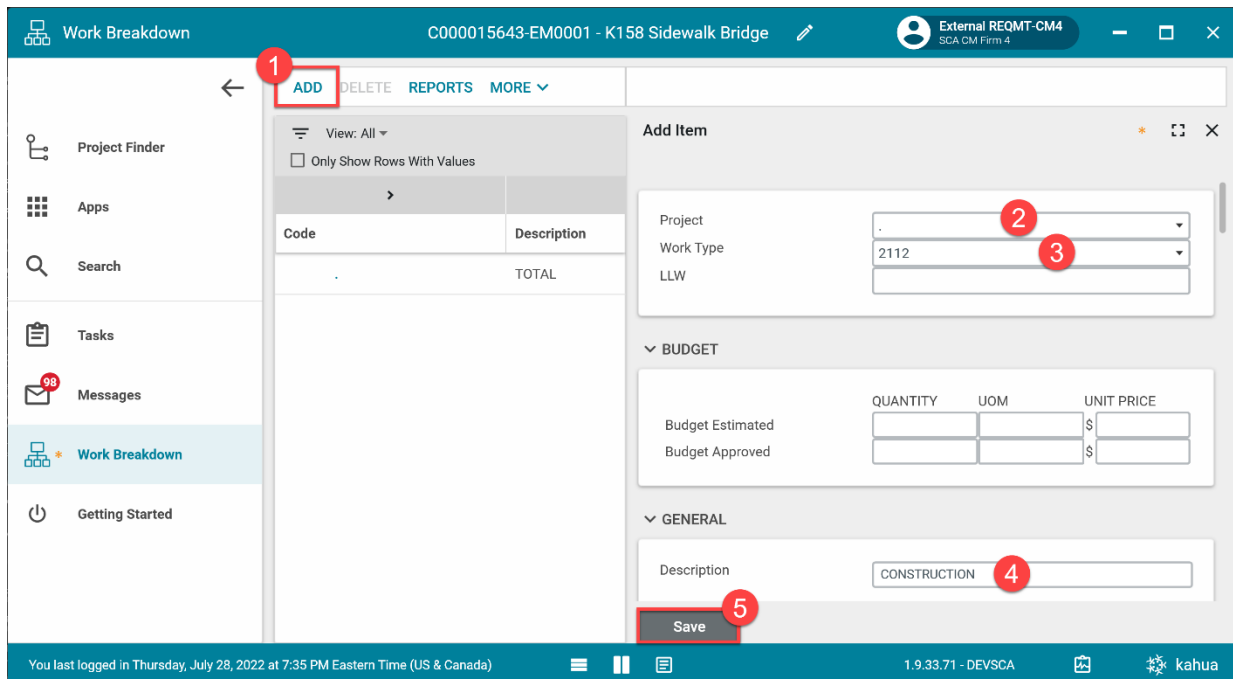 Work Breakdown
C000015643-EM0001 - K158 Sidewalk Bridge
External REQMT-CM4
SCA CM Firm 4
1
ADD DELETE REPORTS MORE
Project Finder
Apps
Search
Tasks
98
Messages
* Work Breakdown
Getting Started
View: All
Only Show Rows With Values
>
Code Description
. TOTAL
Add Item *
Project . 2
Work Type 2112 3
LLW
BUDGET
QUANTITY UOM UNIT PRICE
Budget Estimated $
Budget Approved $
GENERAL
Description CONSTRUCTION 4
5
Save
You last logged in Thursday, July 28, 2022 at 7:35 PM Eastern Time (US & Canada)
1.9.33.71 - DEVSCA
kahua